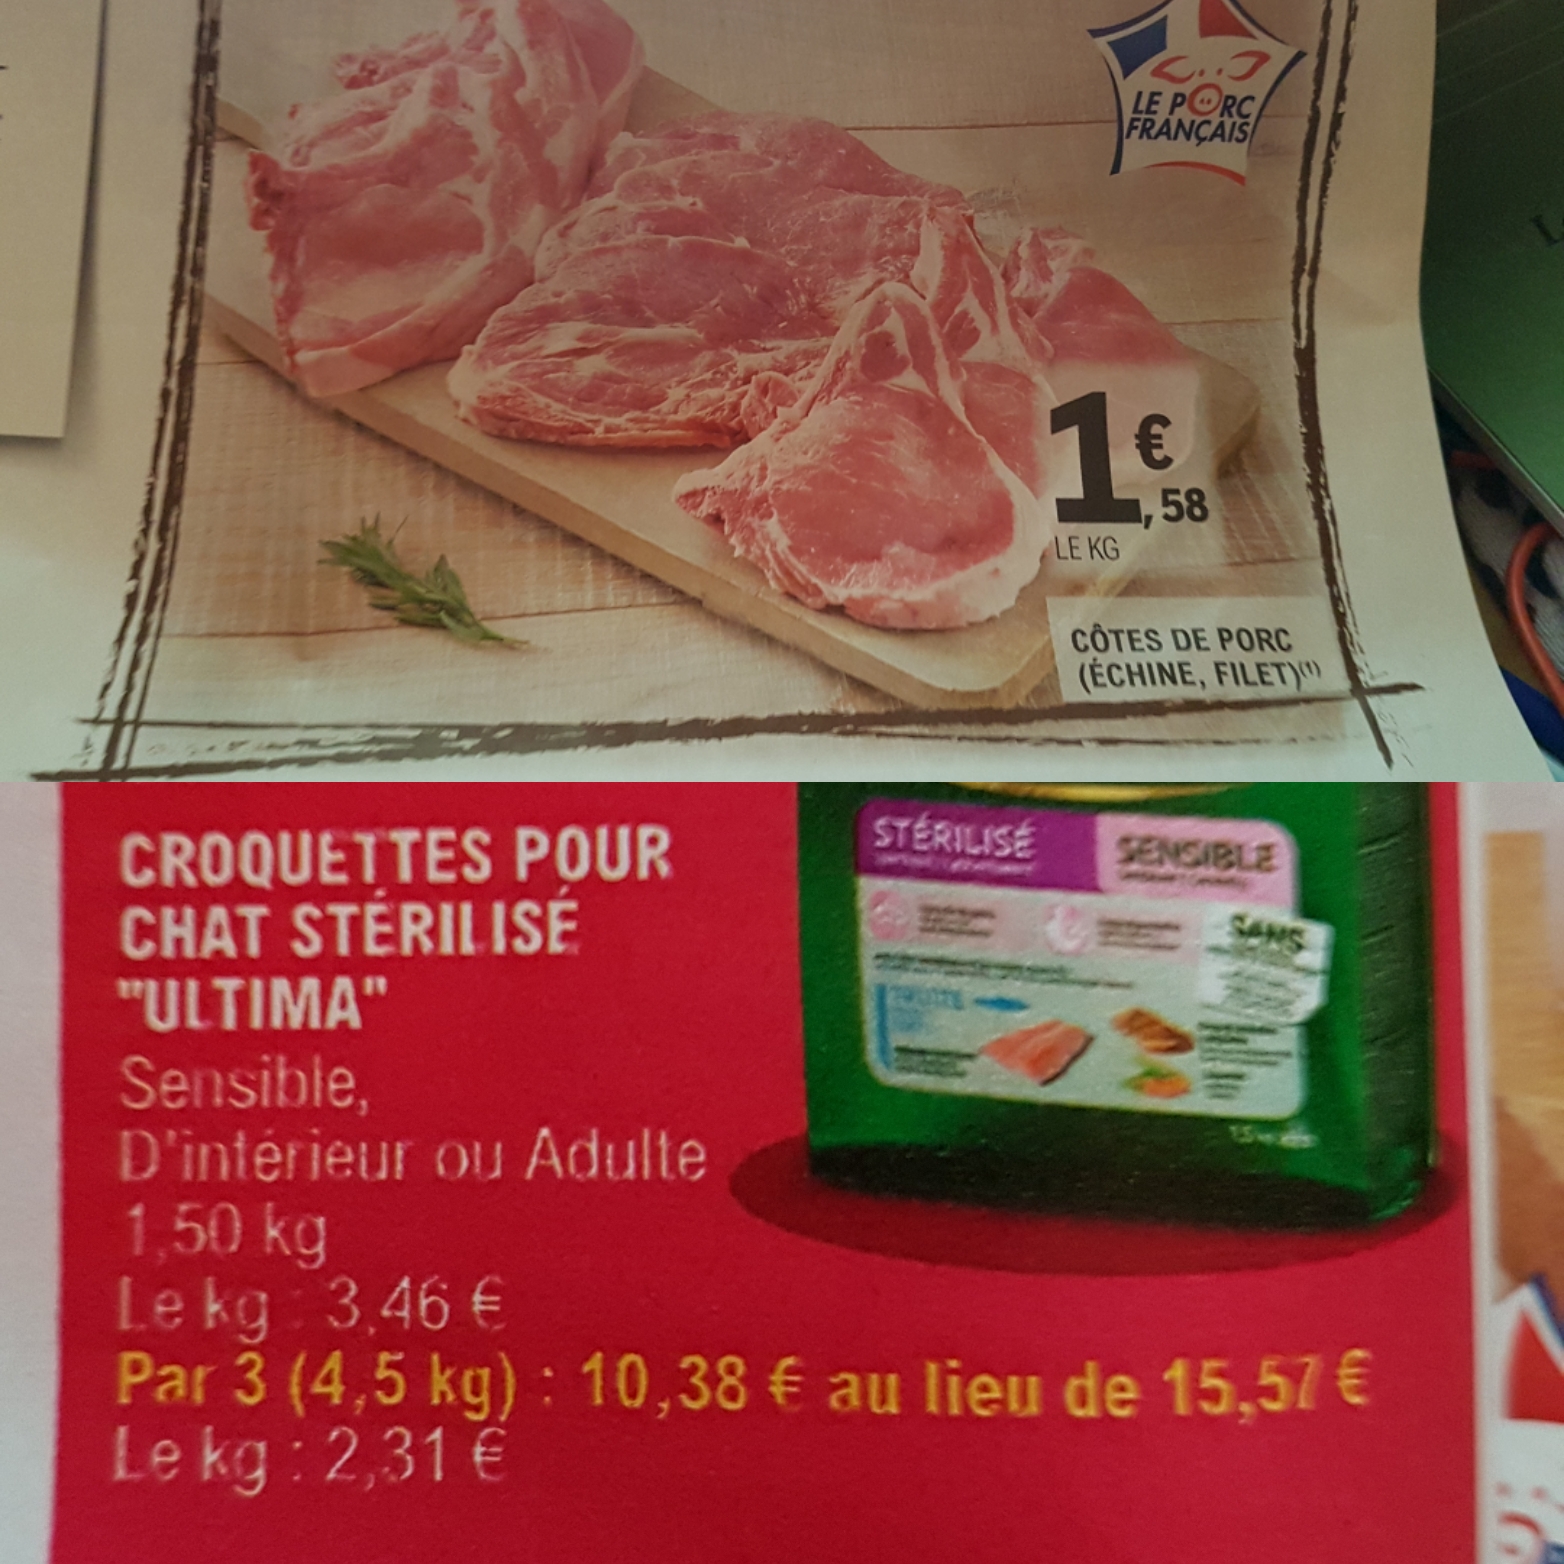 LE PORC
FRANÇAIS
1€
,58
LE KG
CÔTES DE PORC
(ÉCHINE, FILET)(1)
CROQUETTES POUR
CHAT STÉRILISÉ
"ULTIMA"
Sensible,
D'intérieur ou Adulte
1,50 kg
Le kg : 3,46 €
Par 3 (4,5 kg) : 10,38 € au lieu de 15,57 €
Le kg : 2,31 €
STÉRILISÉ
SENSIBLE
SANS
TRUITE